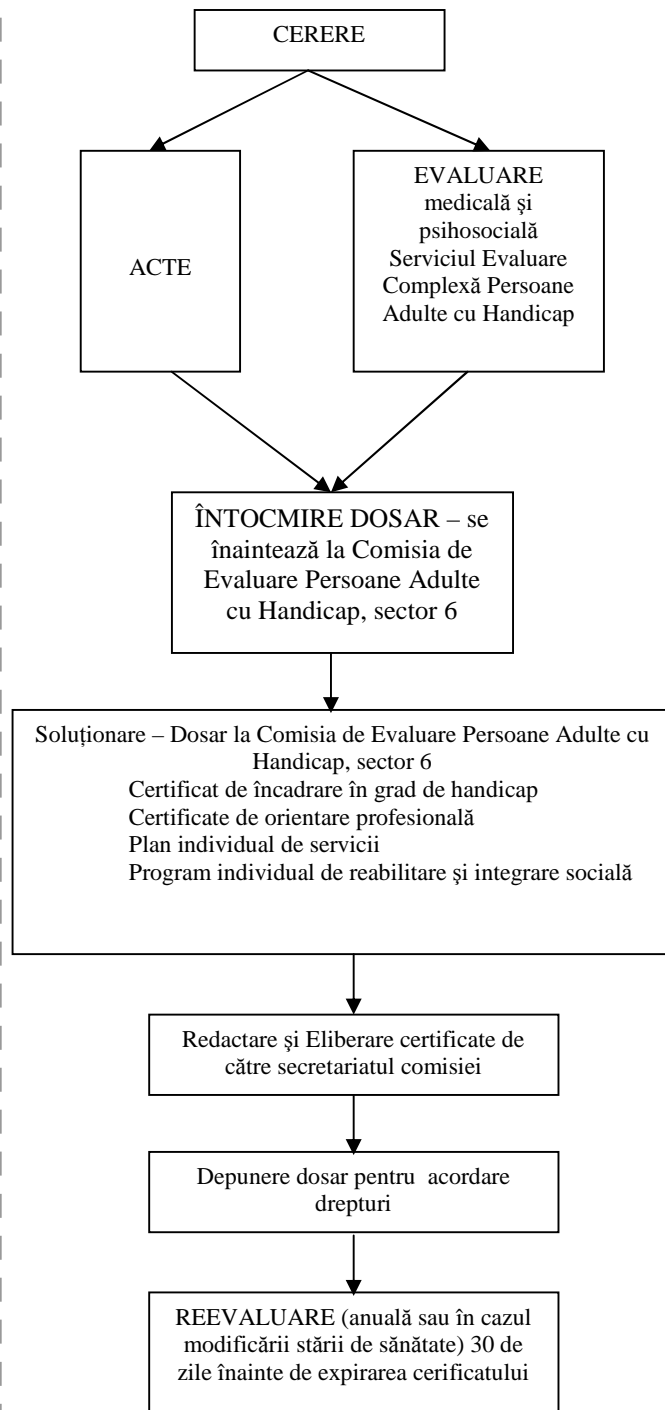 CERERE
ACTE
EVALUARE
medicală şi
psihosocială
Serviciul Evaluare
Complexă Persoane
Adulte cu Handicap
ÎNTOCMIRE DOSAR – se
înaintează la Comisia de
Evaluare Persoane Adulte
cu Handicap, sector 6
Soluționare – Dosar la Comisia de Evaluare Persoane Adulte cu
Handicap, sector 6
Certificat de încadrare în grad de handicap
Certificate de orientare profesională
Plan individual de servicii
Program individual de reabilitare şi integrare socială
Redactare şi Eliberare certificate de
către secretariatul comisiei
Depunere dosar pentru acordare
drepturi
REEVALUARE (anuală sau în cazul
modificării stării de sănătate) 30 de
zile înainte de expirarea cerificatului